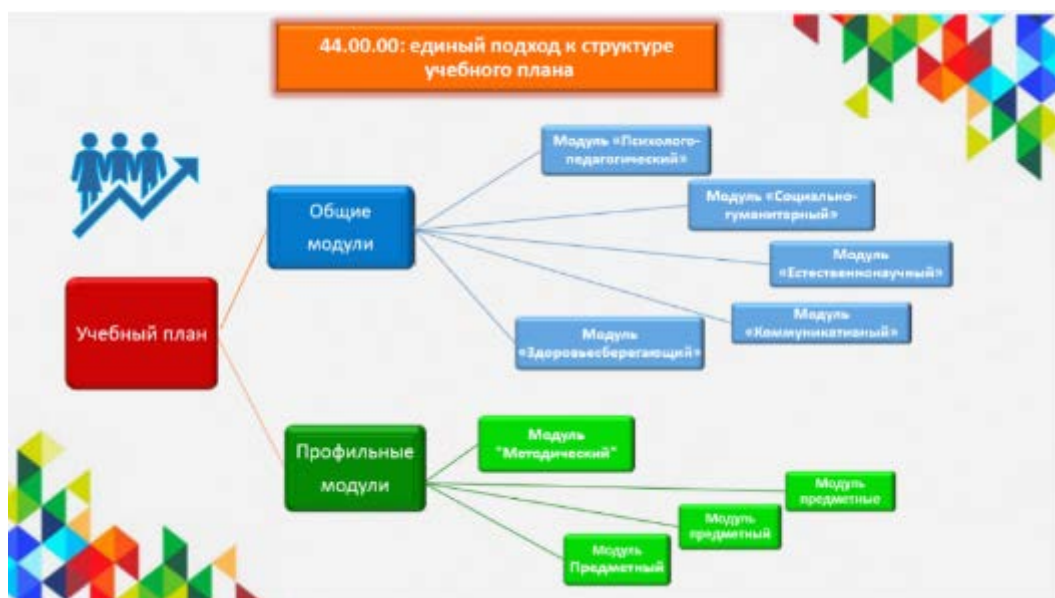 44.00.00: единый подход к структуре
учебного плана
Модуль «Психолого-
педагогический»
Модуль «Социально-
гуманитарный»
Общие
модули
Модуль
«Естественнонаучный»
Модуль
«Коммуникативный»
Учебный план
Модуль
«Здоровьесберегающий»
Профильные
модули
Модуль
"Методический"
Модуль
предметные
Модуль
предметный
Модуль
Предметный